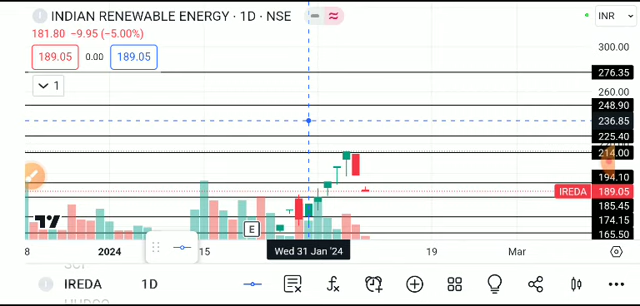 INDIAN RENEWABLE ENERGY · 1D · NSE
INR
181.80 −9.95 (−5.00%)
189.05 0.00 189.05
1
300.00
276.35
260.00
248.90
236.85
225.40
214.00
194.10
IREDA 189.05
185.45
174.15
165.50
E
8 2024 15 Wed 31 Jan '24 19 Mar
IREDA 1D